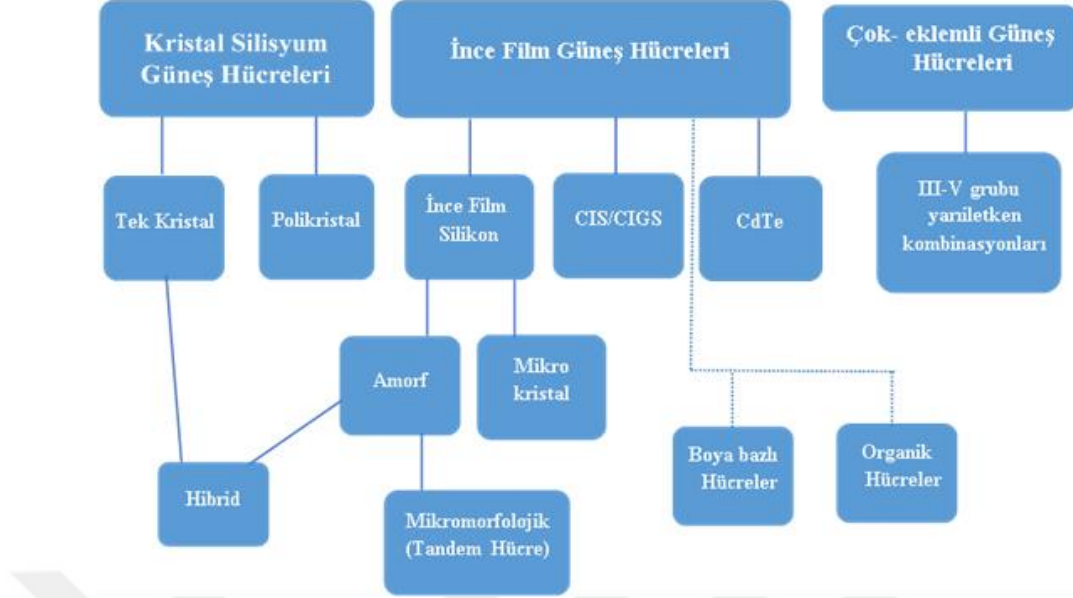 Kristal Silisyum
Güneş Hücreleri
İnce Film Güneş Hücreleri
Çok- eklemli Güneş
Hücreleri
Tek Kristal
Polikristal
İnce Film
Silikon
CIS/CIGS
CdTe
III-V grubu
yarıiletken
kombinasyonları
Amorf
Mikro
kristal
Hibrid
Mikromorfolojik
(Tandem Hücre)
Boya bazlı
Hücreler
Organik
Hücreler